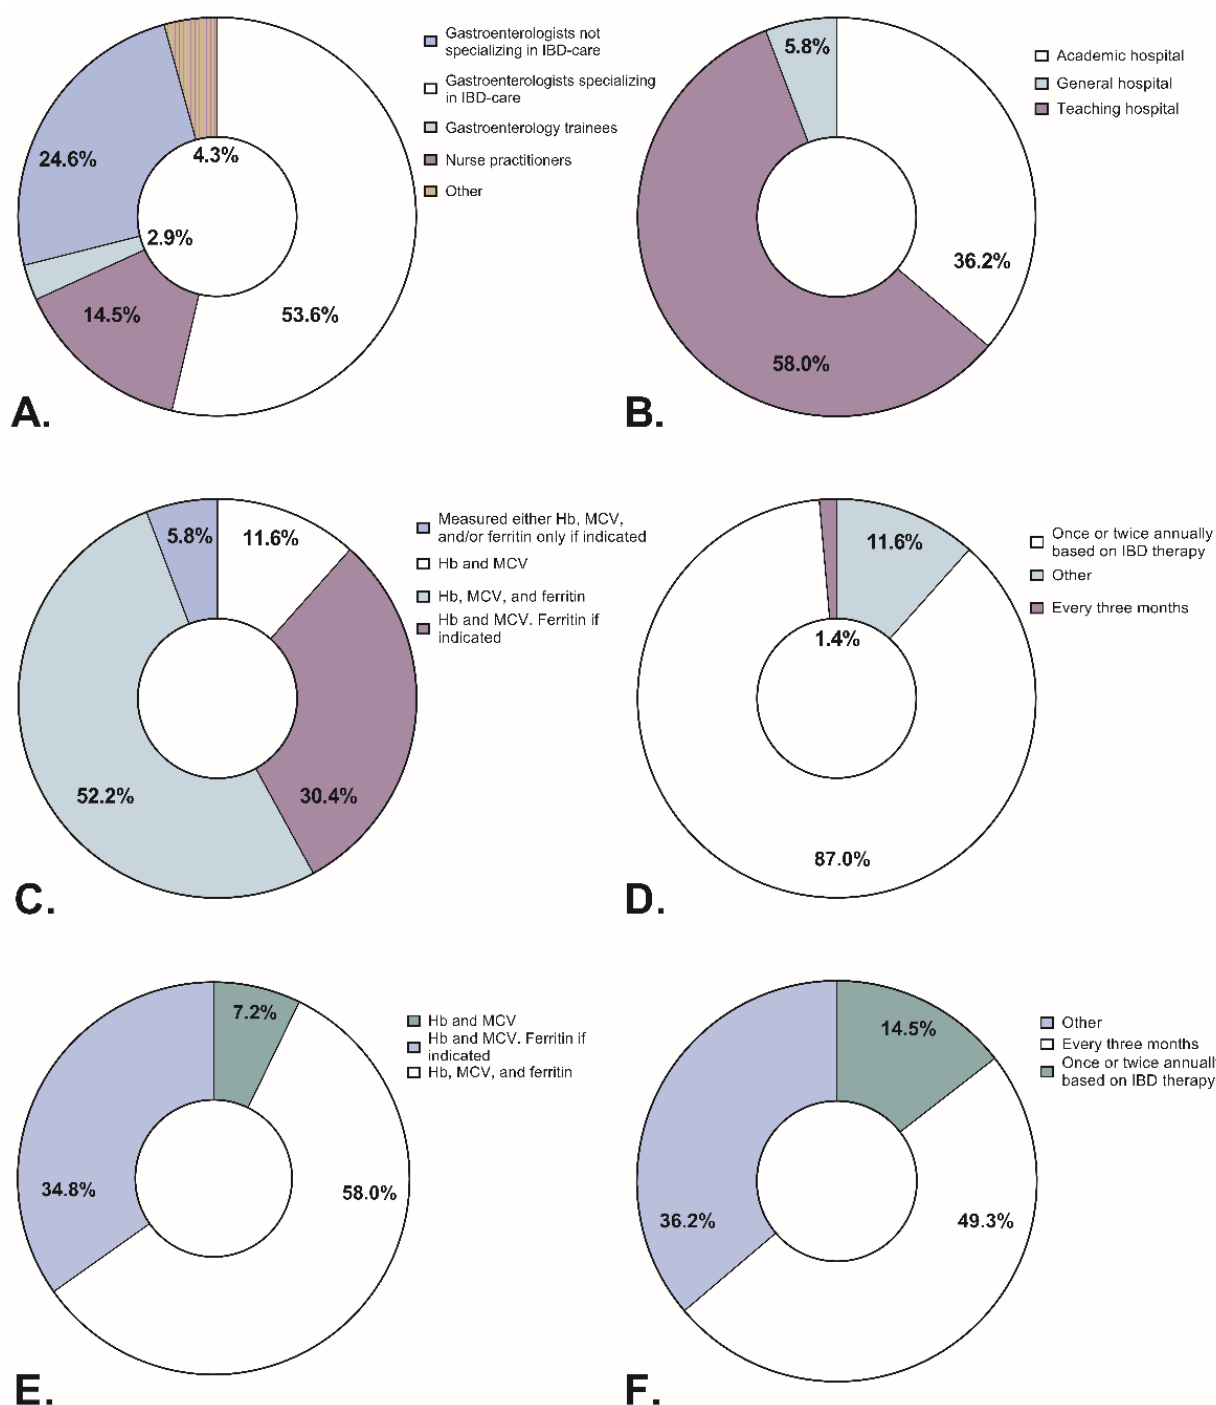 Gastroenterologists not
specializing in IBD-care
Gastroenterologists specializing
in IBD-care
Gastroenterology trainees
Nurse practitioners
Other
24.6%
4.3%
2.9%
14.5%
53.6%
A.
Academic hospital
General hospital
Teaching hospital
5.8%
36.2%
58.0%
B.
Measured either Hb, MCV,
and/or ferritin only if indicated
Hb and MCV
Hb, MCV, and ferritin
Hb and MCV. Ferritin if
indicated
5.8%
11.6%
52.2%
30.4%
C.
Once or twice annually
based on IBD therapy
Other
Every three months
11.6%
1.4%
87.0%
D.
Hb and MCV
Hb and MCV. Ferritin if
indicated
Hb, MCV, and ferritin
7.2%
34.8%
58.0%
E.
Other
Every three months
Once or twice annually
based on IBD therapy
14.5%
36.2%
49.3%
F.